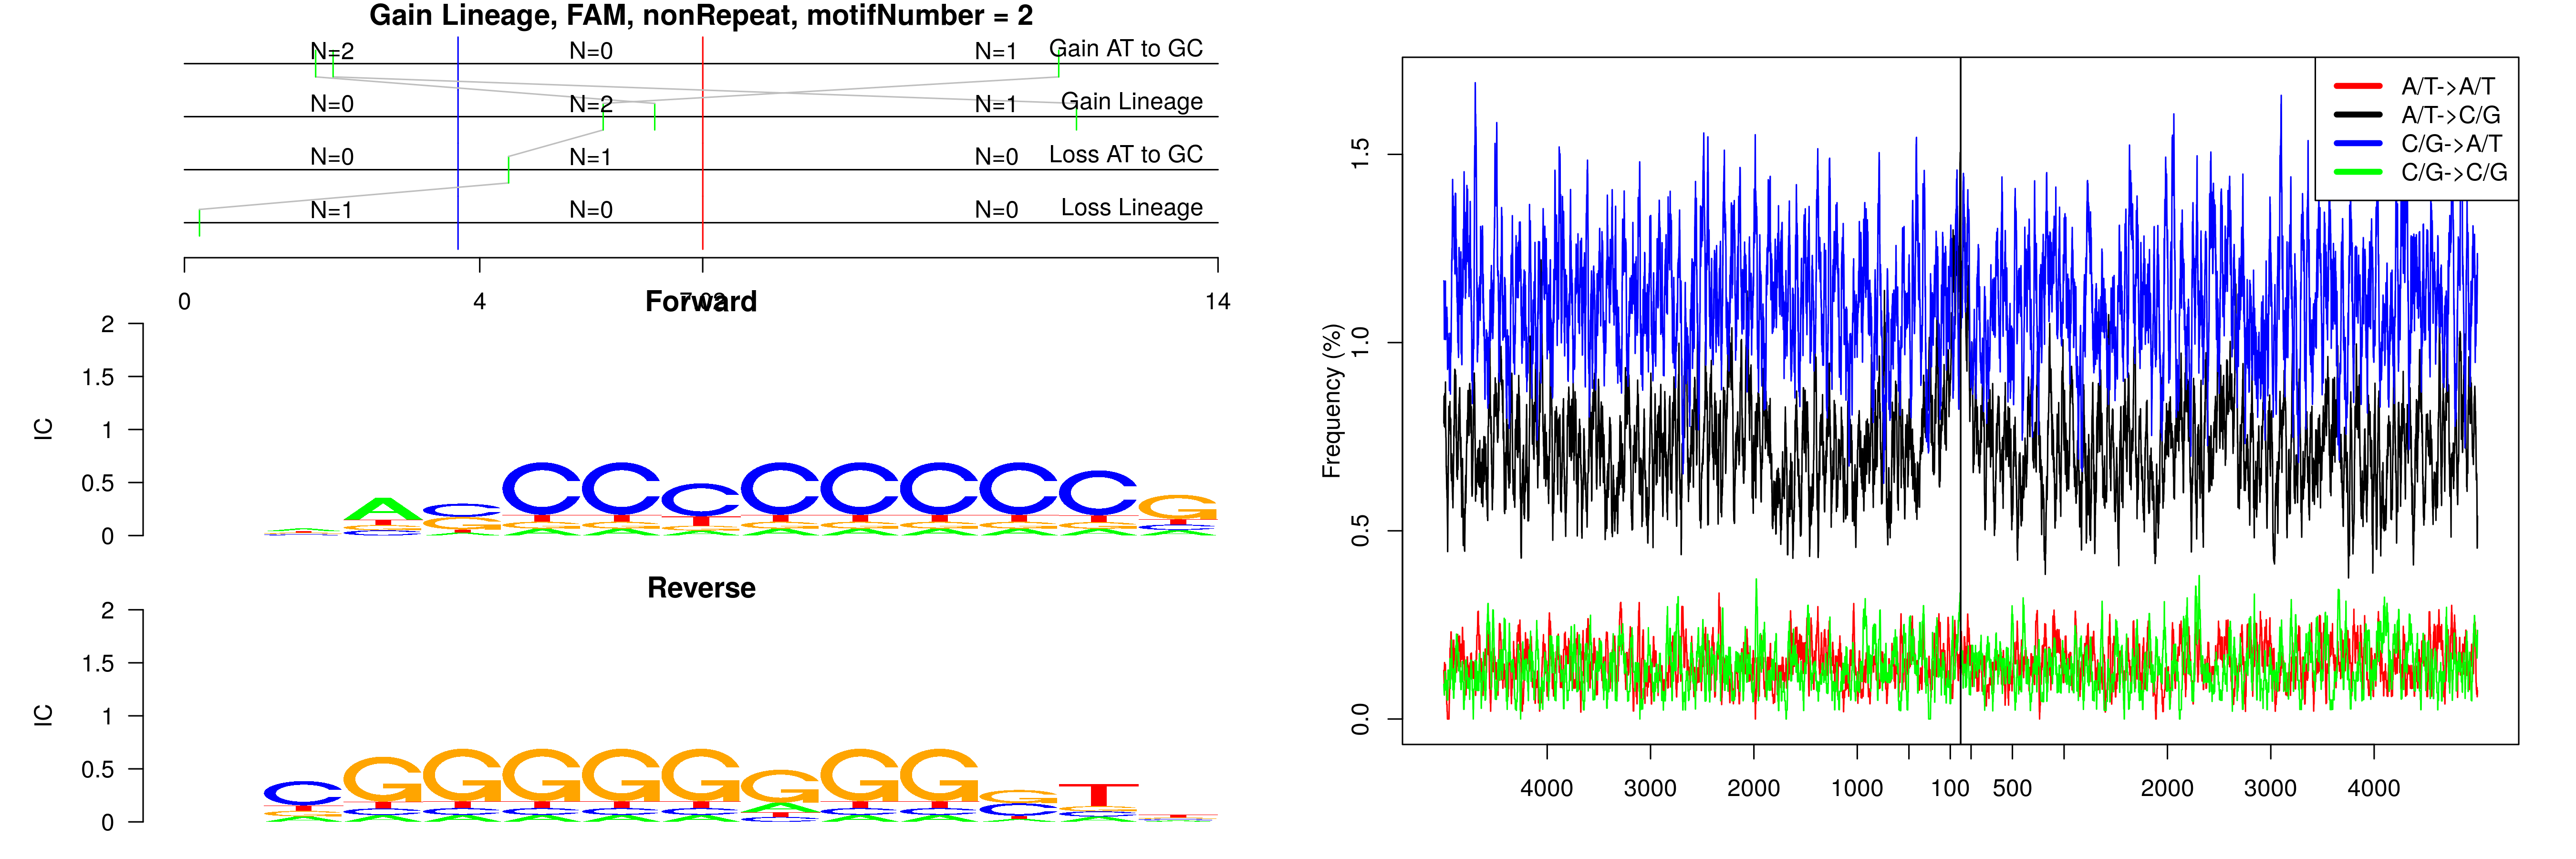 Gain Lineage, FAM, nonRepeat, motifNumber = 2
N=2 N=0 N=1 Gain AT to GC
N=0 N=2 N=1 Gain Lineage
N=0 N=1 N=0 Loss AT to GC
N=1 N=0 N=0 Loss Lineage
0 4 14
Forward
2
1.5
1
0.5
0
IC
A C C C C C C C C C G
Reverse
2
1.5
1
0.5
0
IC
C G G G G G G G G G T
A/T->A/T
A/T->C/G
C/G->A/T
C/G->C/G
1.5
1.0
0.5
0.0
Frequency (%)
4000 3000 2000 1000 100 500 2000 3000 4000